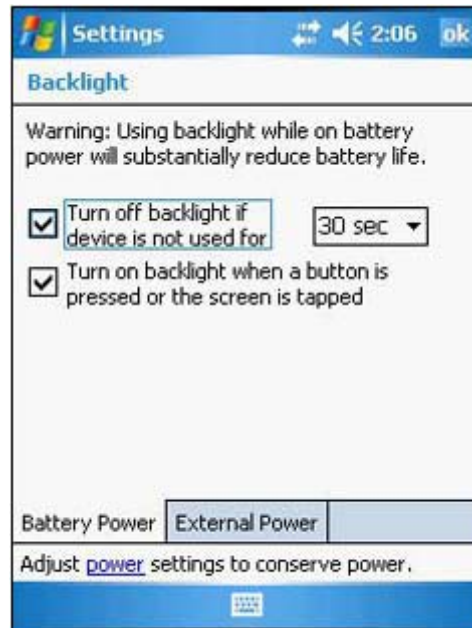 Settings 2:06 ok
Backlight
Warning: Using backlight while on battery
power will substantially reduce battery life.
Turn off backlight if
device is not used for 30 sec
Turn on backlight when a button is
pressed or the screen is tapped
Battery Power External Power
Adjust power settings to conserve power.